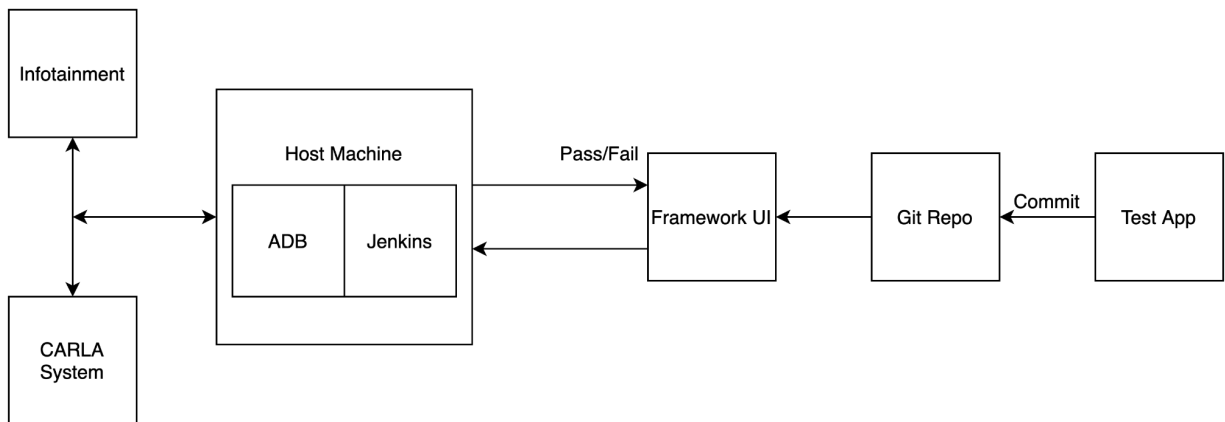 Infotainment
Host Machine
ADB
Jenkins
CARLA
System
Pass/Fail
Framework UI
Git Repo
Commit
Test App